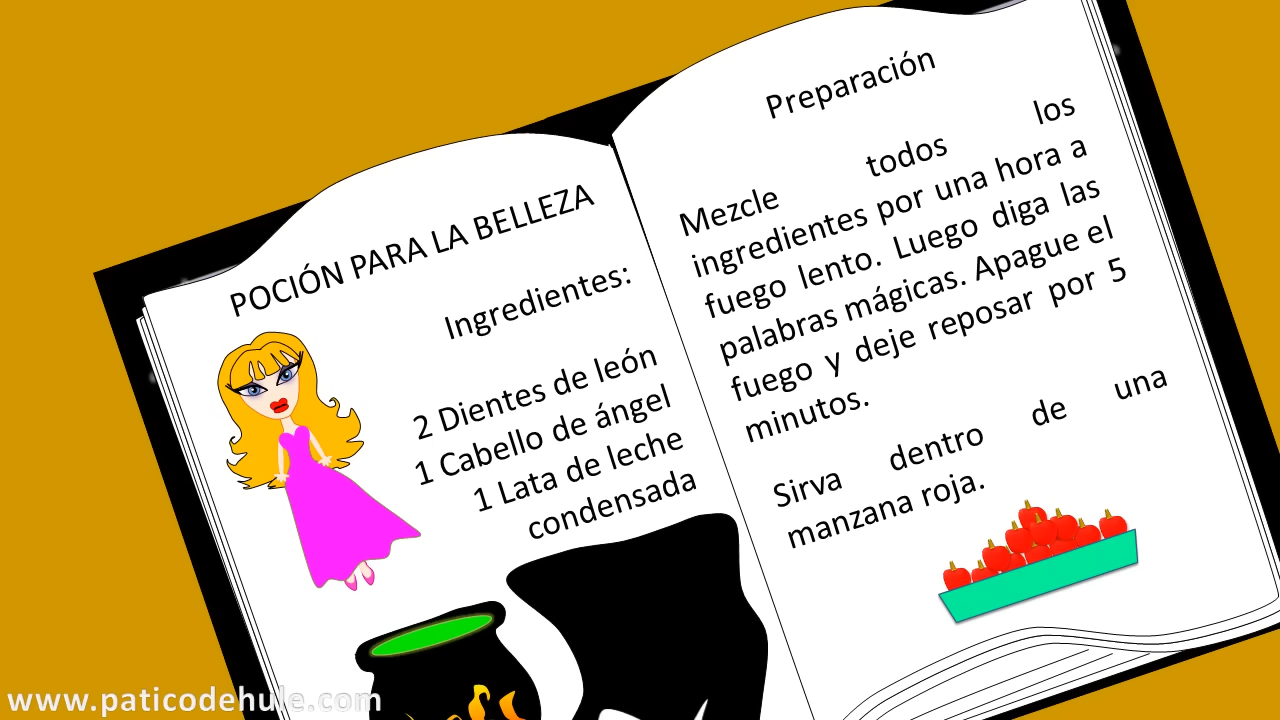 POCIÓN PARA LA BELLEZA
Ingredientes:
2 Dientes de león
1 Cabello de ángel
1 Lata de leche
condensada
Preparación
Mezcle todos los
ingredientes por una hora a
fuego lento. Luego diga las
palabras mágicas. Apague el
fuego y deje reposar por 5
minutos.
Sirva dentro de una
manzana roja.
www.paticodehule.com